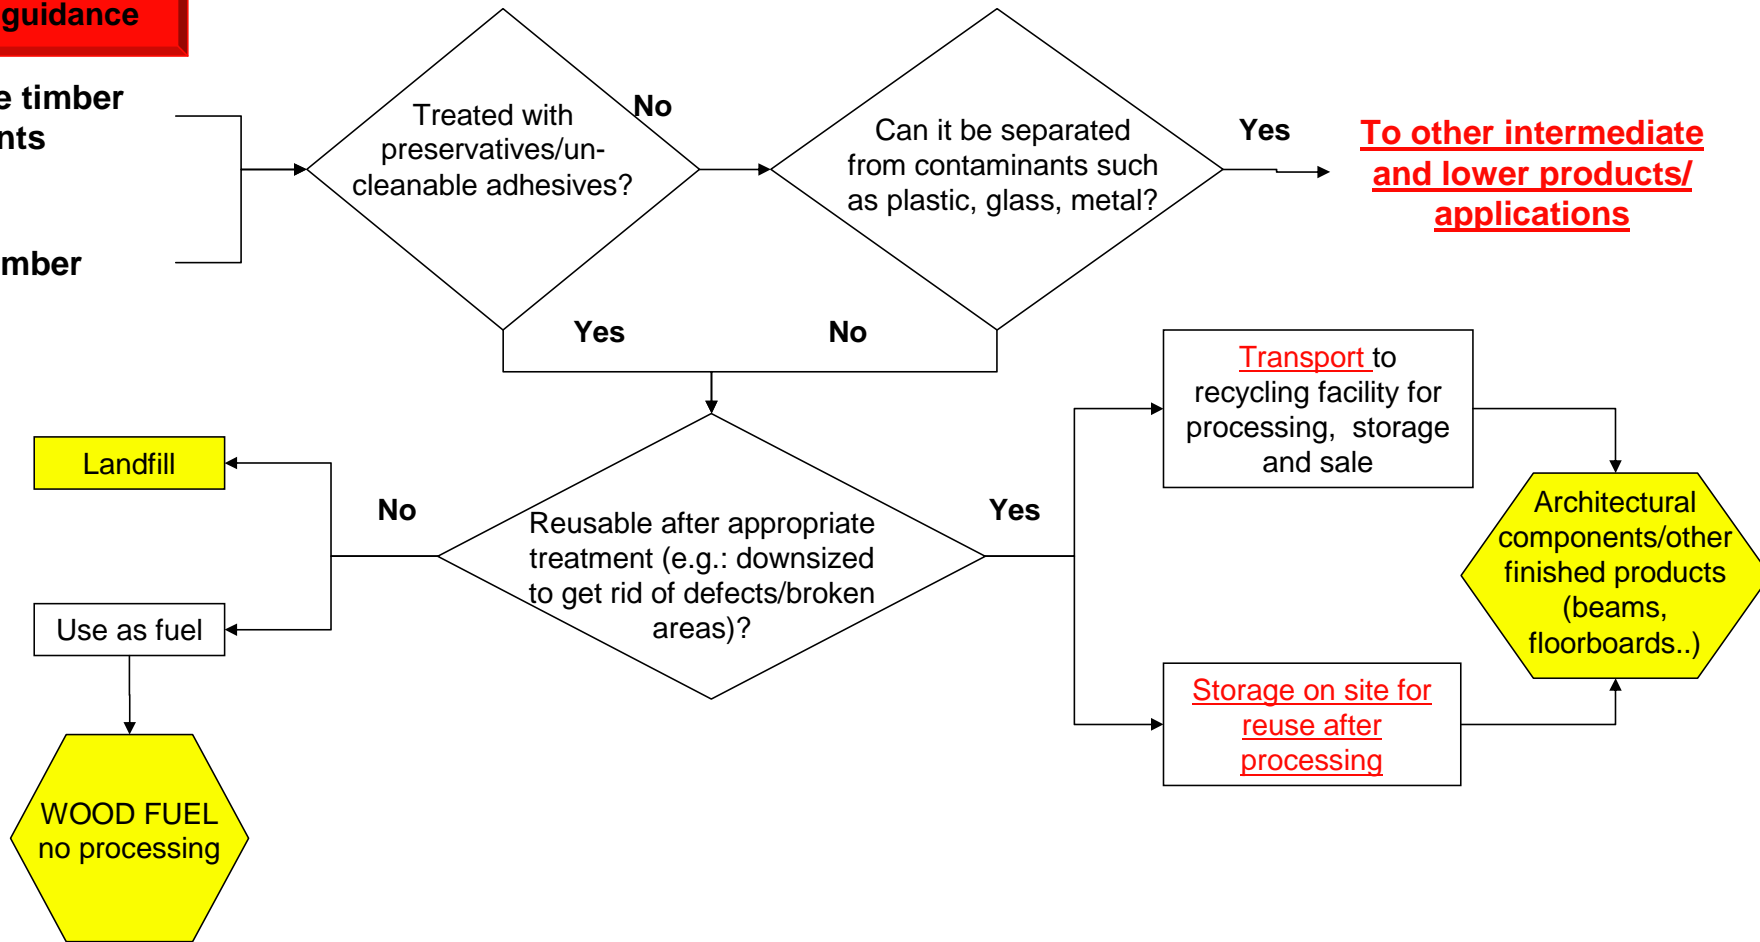 guidance
timber
Treated with
preservatives/un-
cleanable adhesives?
No
Can it be separated
from contaminants such
as plastic, glass, metal?
Yes
To other intermediate
and lower products/
applications
Yes
No
Transport to
recycling facility for
processing, storage
and sale
Landfill
No
Reusable after appropriate
treatment (e.g.: downsized
to get rid of defects/broken
areas)?
Yes
Architectural
components/other
finished products
(beams,
floorboards..)
Use as fuel
Storage on site for
reuse after
processing
WOOD FUEL
no processing